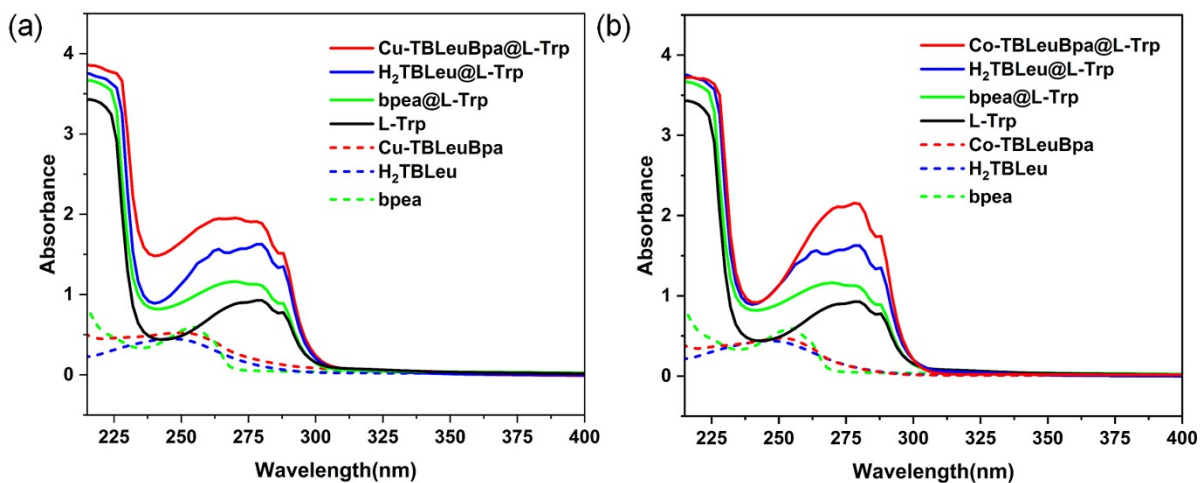 (a)
Cu-TBLeuBpa@L-Trp
H₂TBLeu@L-Trp
bpea@L-Trp
L-Trp
Cu-TBLeuBpa
H₂TBLeu
bpea
4
3
2
1
0
Absorbance
225 250 275 300 325 350 375 400
Wavelength(nm)
(b)
Co-TBLeuBpa@L-Trp
H₂TBLeu@L-Trp
bpea@L-Trp
L-Trp
Co-TBLeuBpa
H₂TBLeu
bpea
4
3
2
1
0
Absorbance
225 250 275 300 325 350 375 400
Wavelength(nm)